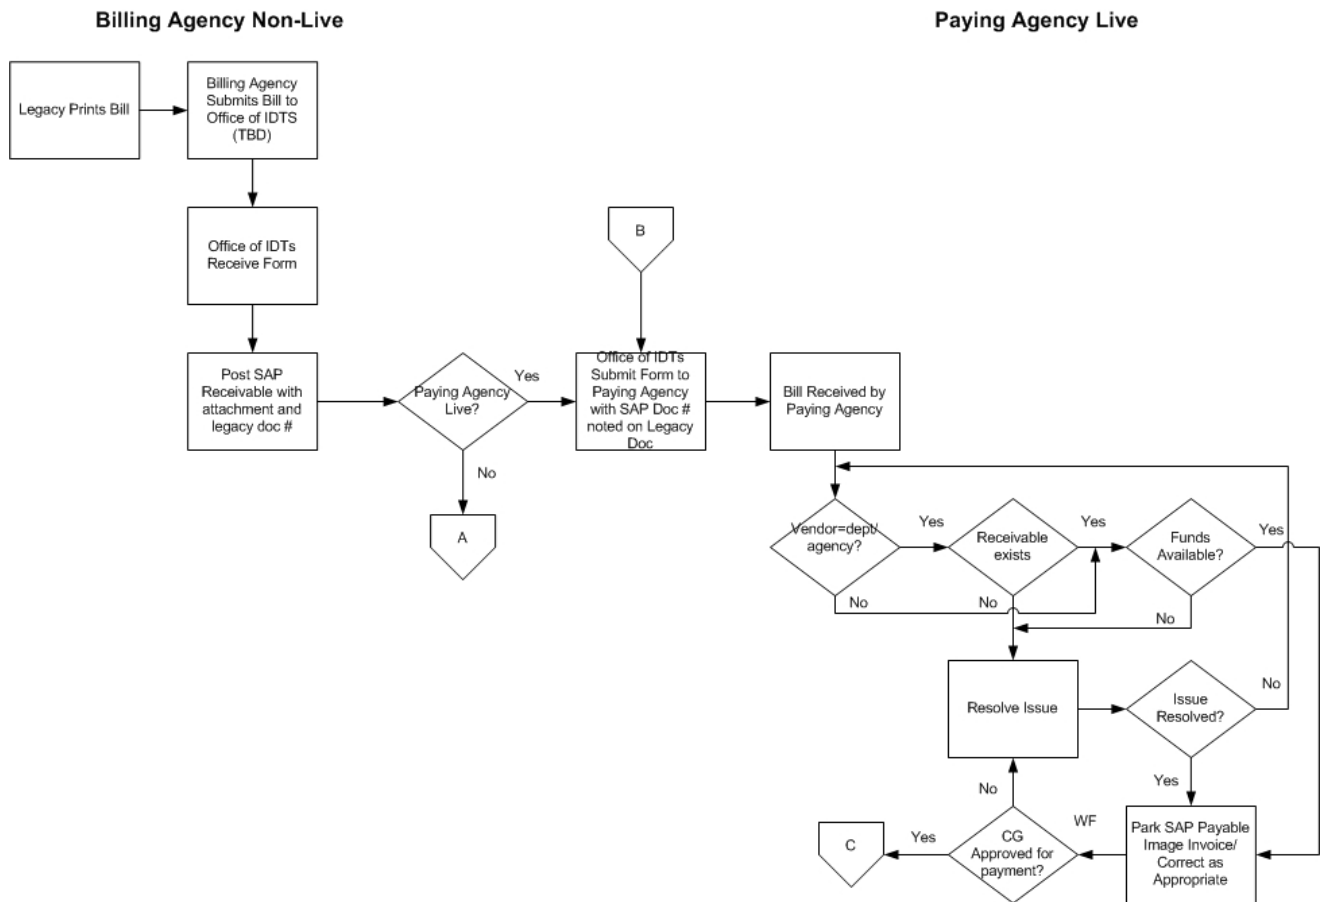 Billing Agency Non-Live
Paying Agency Live
Legacy Prints Bill
Billing Agency
Submits Bill to
Office of IDTS
(TBD)
Office of IDTs
Receive Form
B
Post SAP
Receivable with
attachment and
legacy doc #
Paying Agency
Live?
Yes
No
A
Office of IDTs
Submit Form to
Paying Agency
with SAP Doc #
noted on Legacy
Doc
Bill Received by
Paying Agency
Vendor=dept/
agency?
Yes
No
Receivable
exists
Yes
No
Funds
Available?
Yes
No
Resolve Issue
Issue
Resolved?
No
Yes
No
Park SAP Payable
Image Invoice/
Correct as
Appropriate
WF
CG
Approved for
payment?
Yes
C